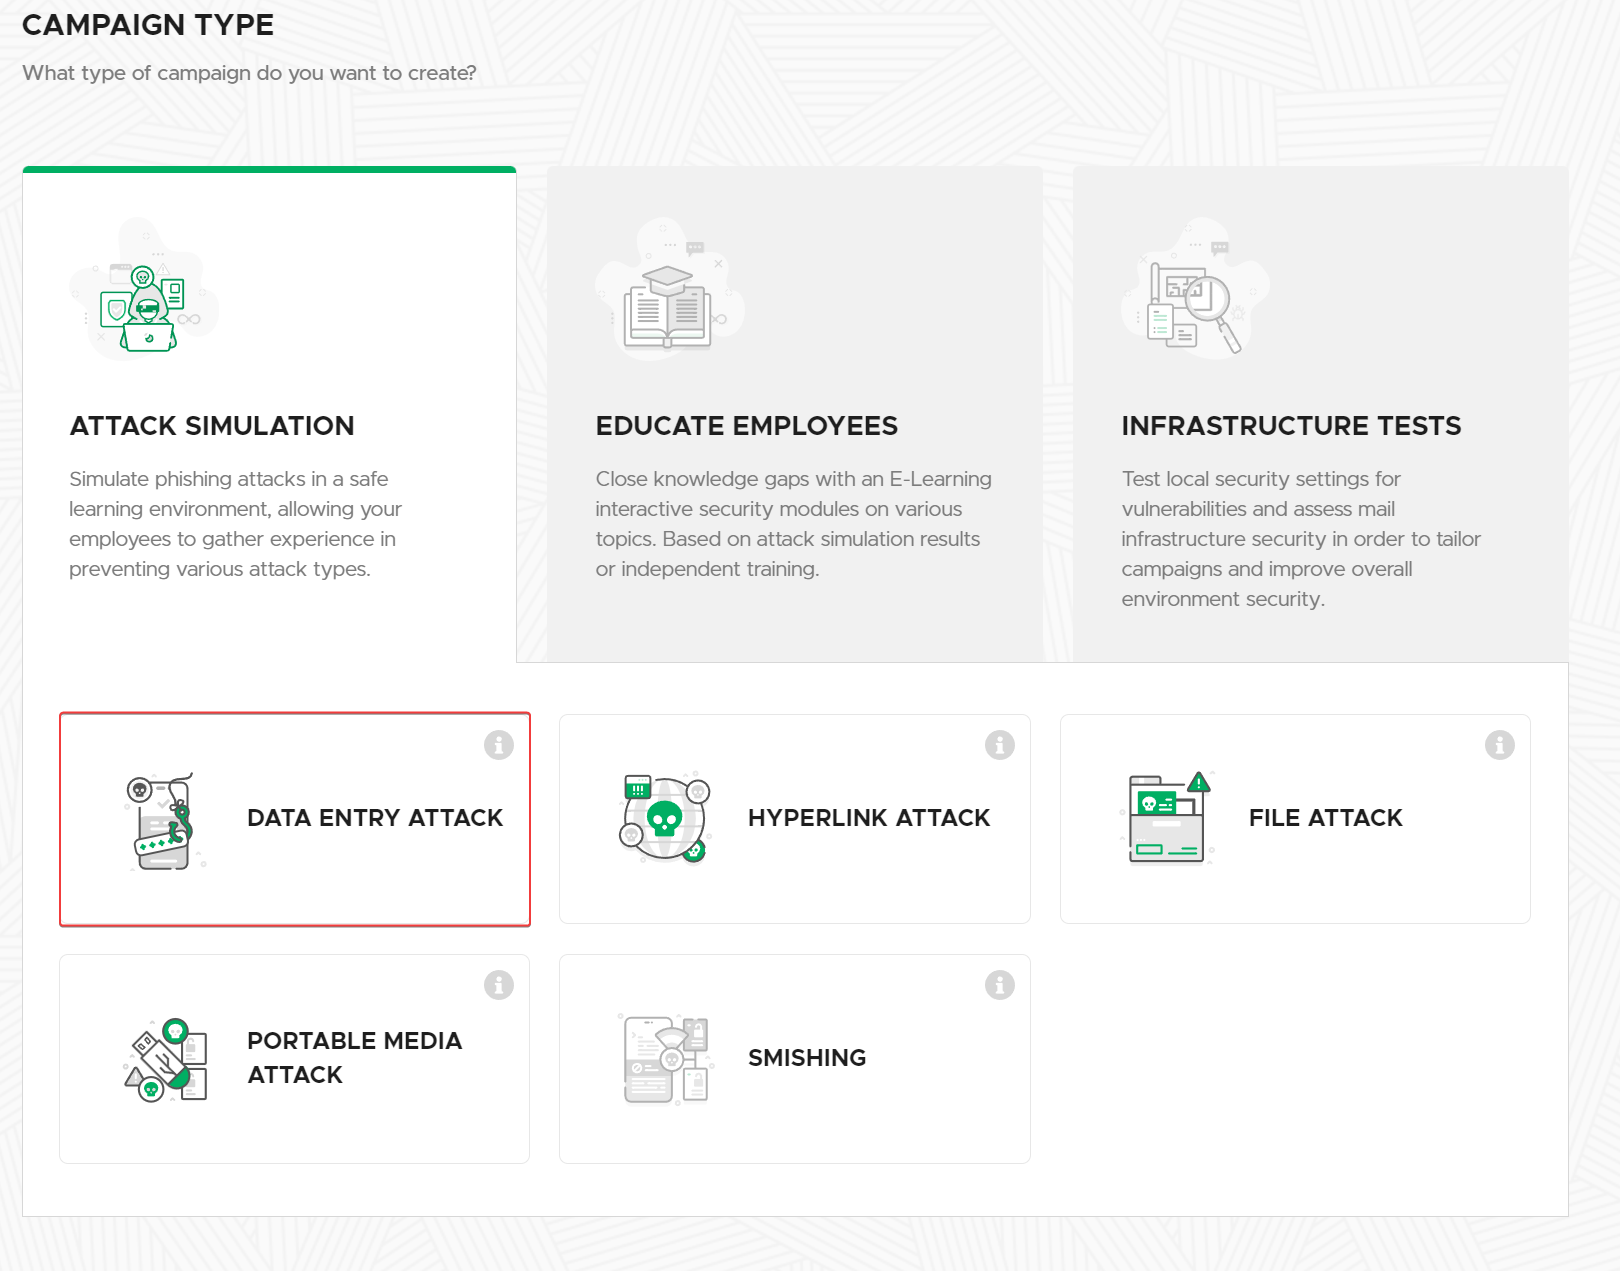 CAMPAIGN TYPE
What type of campaign do you want to create?
ATTACK SIMULATION
Simulate phishing attacks in a safe
learning environment, allowing your
employees to gather experience in
preventing various attack types.
EDUCATE EMPLOYEES
Close knowledge gaps with an E-Learning
interactive security modules on various
topics. Based on attack simulation results
or independent training.
INFRASTRUCTURE TESTS
Test local security settings for
vulnerabilities and assess mail
infrastructure security in order to tailor
campaigns and improve overall
environment security.
DATA ENTRY ATTACK
HYPERLINK ATTACK
FILE ATTACK
PORTABLE MEDIA
ATTACK
SMISHING